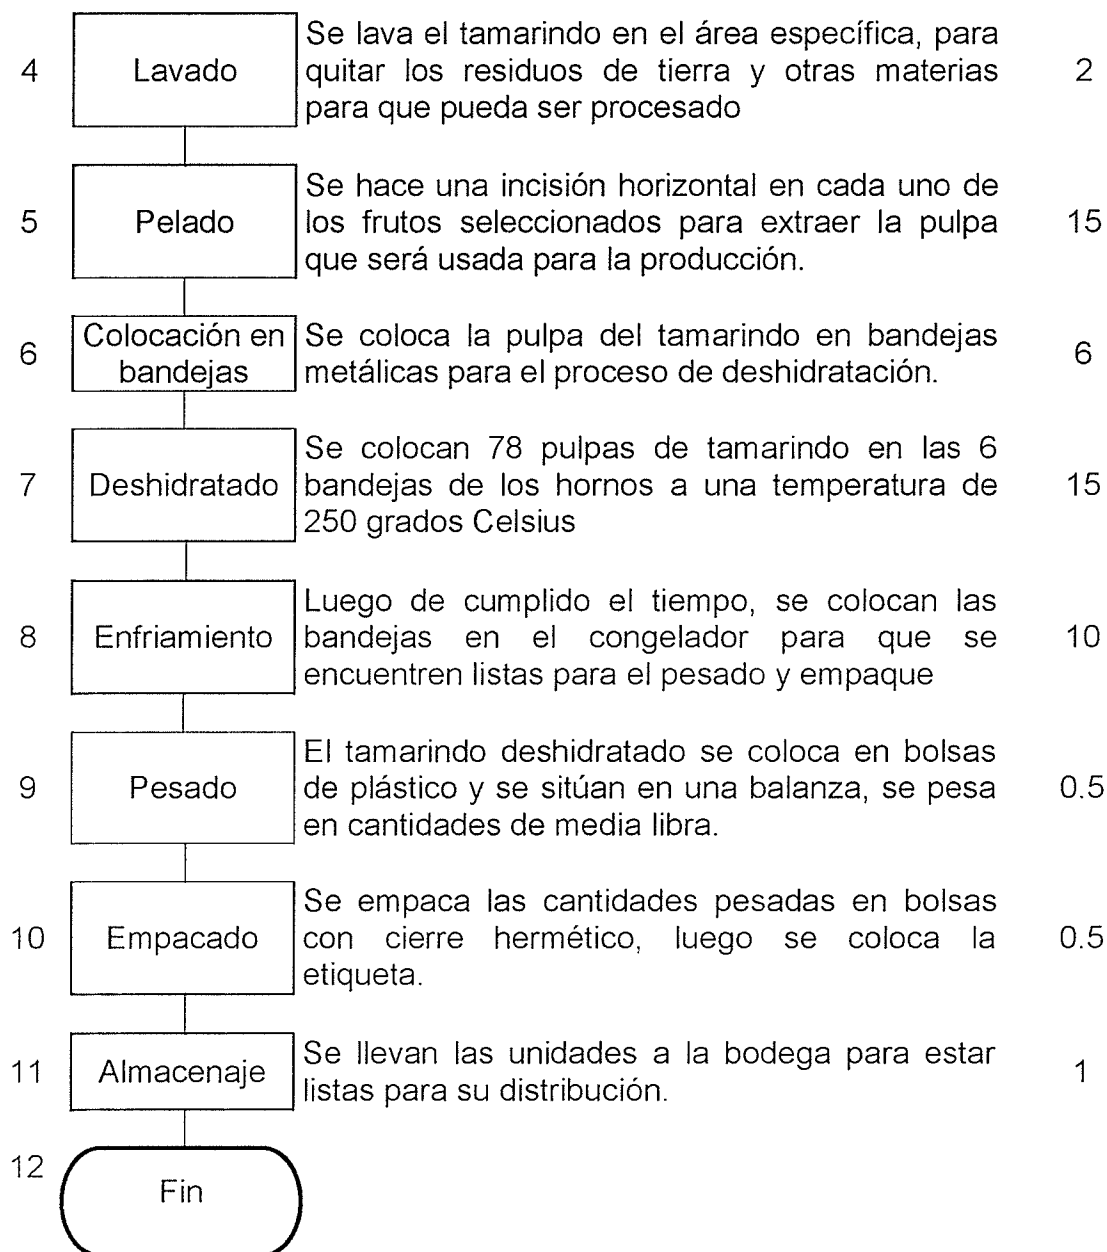 4
Lavado
Se lava el tamarindo en el área específica, para
quitar los residuos de tierra y otras materias
para que pueda ser procesado
2
5
Pelado
Se hace una incisión horizontal en cada uno de
los frutos seleccionados para extraer la pulpa
que será usada para la producción.
15
6
Colocación en
bandejas
Se coloca la pulpa del tamarindo en bandejas
metálicas para el proceso de deshidratación.
6
7
Deshidratado
Se colocan 78 pulpas de tamarindo en las 6
bandejas de los hornos a una temperatura de
250 grados Celsius
15
8
Enfriamiento
Luego de cumplido el tiempo, se colocan las
bandejas en el congelador para que se
encuentren listas para el pesado y empaque
10
9
Pesado
El tamarindo deshidratado se coloca en bolsas
de plástico y se sitúan en una balanza, se pesa
en cantidades de media libra.
0.5
10
Empacado
Se empaca las cantidades pesadas en bolsas
con cierre hermético, luego se coloca la
etiqueta.
0.5
11
Almacenaje
Se llevan las unidades a la bodega para estar
listas para su distribución.
1
12
Fin